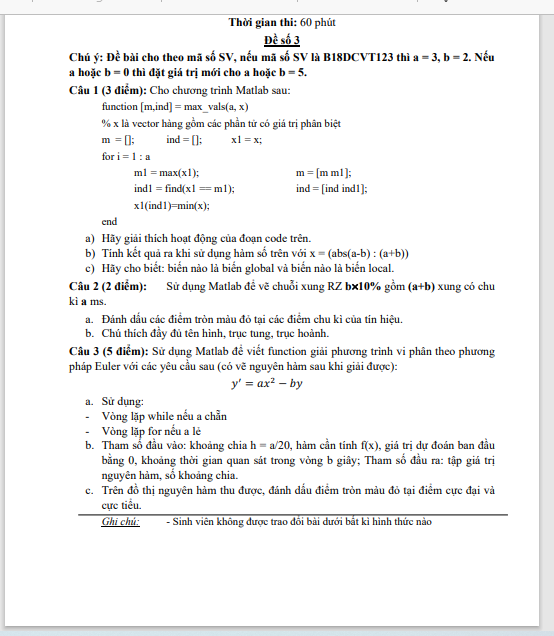 Thời gian thi: 60 phút
Đề số 3
Chú ý: Đề bài cho theo mã số SV, nếu mã số SV là B18DCVT123 thì a = 3, b = 2. Nếu
a hoặc b = 0 thì đặt giá trị mới cho a hoặc b = 5.
Câu 1 (3 điểm): Cho chương trình Matlab sau:
function [m,ind] = max_vals(a, x)
% x là vector hàng gồm các phần tử có giá trị phân biệt
m = []; ind = []; x1 = x;
for i = 1 : a
m1 = max(x1); m = [m m1];
ind1 = find(x1 == m1); ind = [ind ind1];
x1(ind1)=min(x);
end
a) Hãy giải thích hoạt động của đoạn code trên.
b) Tính kết quả ra khi sử dụng hàm số trên với x = (abs(a-b) : (a+b))
c) Hãy cho biết: biến nào là biến global và biến nào là biến local.
Câu 2 (2 điểm): Sử dụng Matlab để vẽ chuỗi xung RZ b×10% gồm (a+b) xung có chu
kì a ms.
a. Đánh dấu các điểm tròn màu đỏ tại các điểm chu kì của tín hiệu.
b. Chú thích đầy đủ tên hình, trục tung, trục hoành.
Câu 3 (5 điểm): Sử dụng Matlab để viết function giải phương trình vi phân theo phương
pháp Euler với các yêu cầu sau (có vẽ nguyên hàm sau khi giải được):
y′ = ax² − by
a. Sử dụng:
- Vòng lặp while nếu a chẵn
- Vòng lặp for nếu a lẻ
b. Tham số đầu vào: khoảng chia h = a/20, hàm cần tính f(x), giá trị dự đoán ban đầu
bằng 0, khoảng thời gian quan sát trong vòng b giây; Tham số đầu ra: tập giá trị
nguyên hàm, số khoảng chia.
c. Trên đồ thị nguyên hàm thu được, đánh dấu điểm tròn màu đỏ tại điểm cực đại và
cực tiểu.
Ghi chú: - Sinh viên không được trao đổi bài dưới bất kì hình thức nào